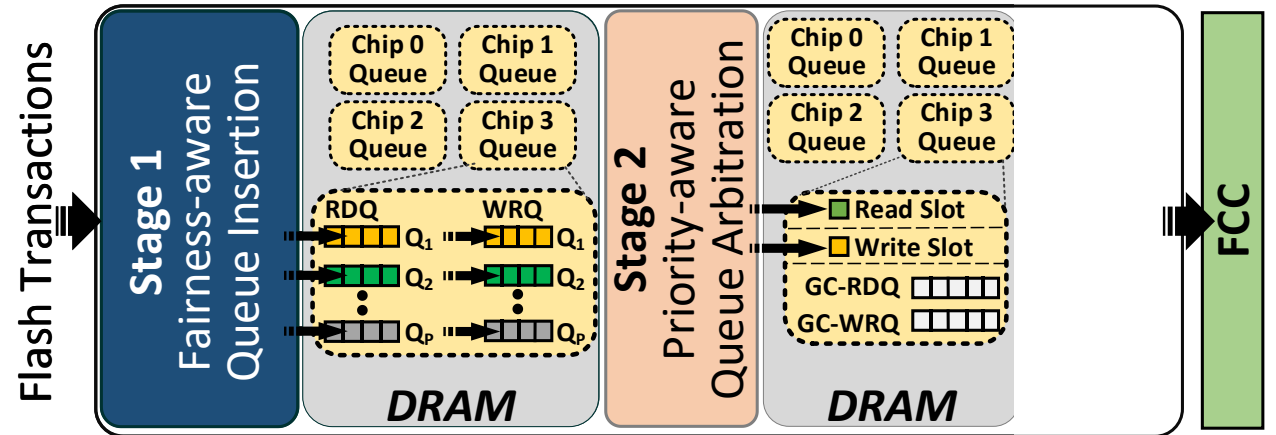 Flash Transactions
Stage 1
Fairness-aware
Queue Insertion
Chip 0
Queue
Chip 1
Queue
Chip 2
Queue
Chip 3
Queue
RDQ WRQ
Q1 Q1
Q2 Q2
QP QP
DRAM
Stage 2
Priority-aware
Queue Arbitration
Chip 0
Queue
Chip 1
Queue
Chip 2
Queue
Chip 3
Queue
Read Slot
Write Slot
GC-RDQ
GC-WRQ
DRAM
FCC